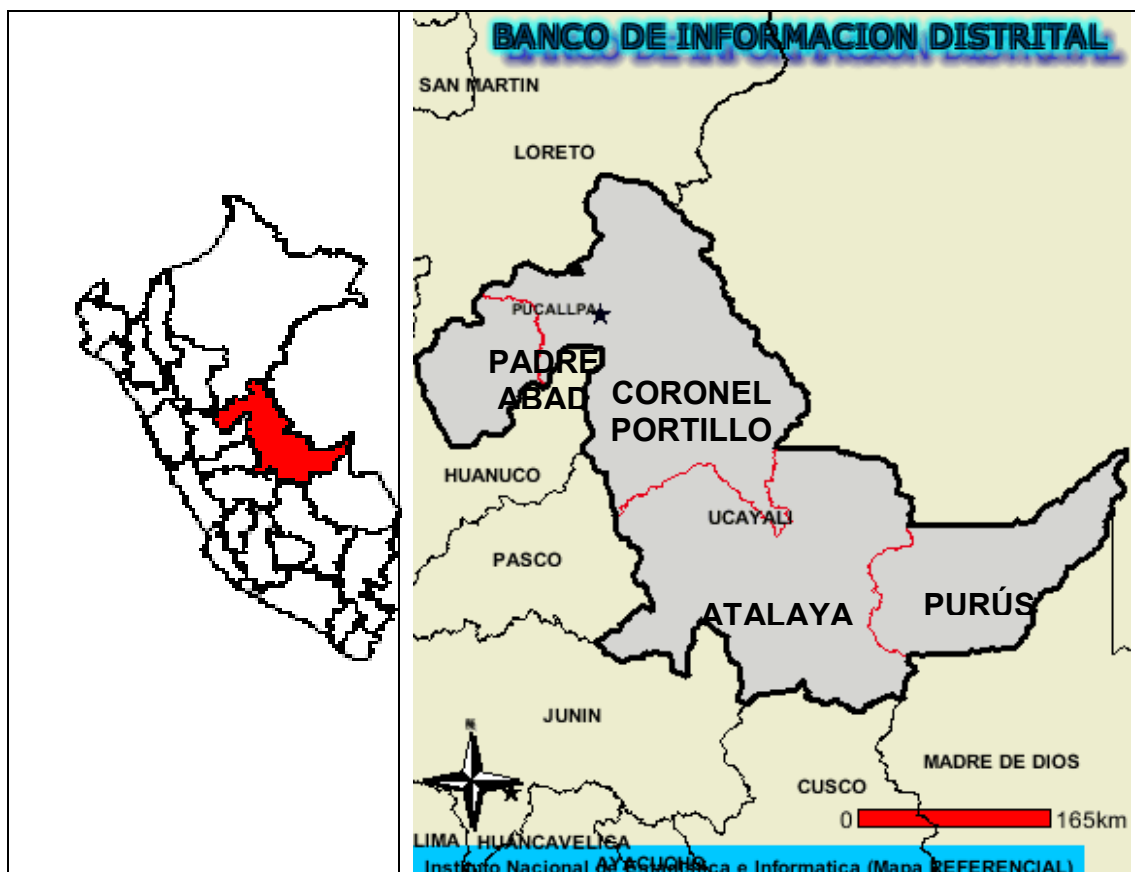 BANCO DE INFORMACION DISTRITAL
SAN MARTIN
LORETO
PUCALLPA
PADRE
ABAD
CORONEL
PORTILLO
HUANUCO
UCAYALI
PASCO
ATALAYA
PURÚS
JUNIN
N
MADRE DE DIOS
CUSCO
0 165km
LIMA
HUANCAVELICA
AYACUCHO
Instituto Nacional de Estadistica e Informatica (Mapa REFERENCIAL)